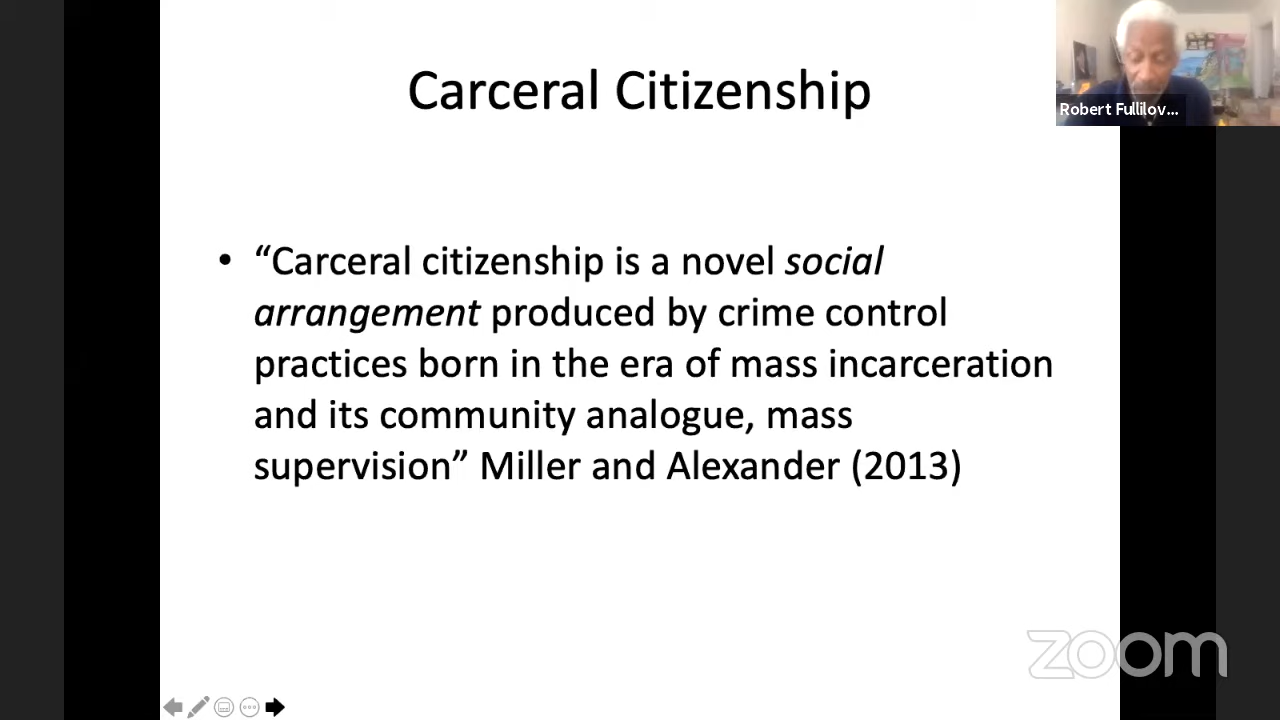 Carceral Citizenship
Robert Fullilov...
• “Carceral citizenship is a novel social
arrangement produced by crime control
practices born in the era of mass incarceration
and its community analogue, mass
supervision” Miller and Alexander (2013)
zoom